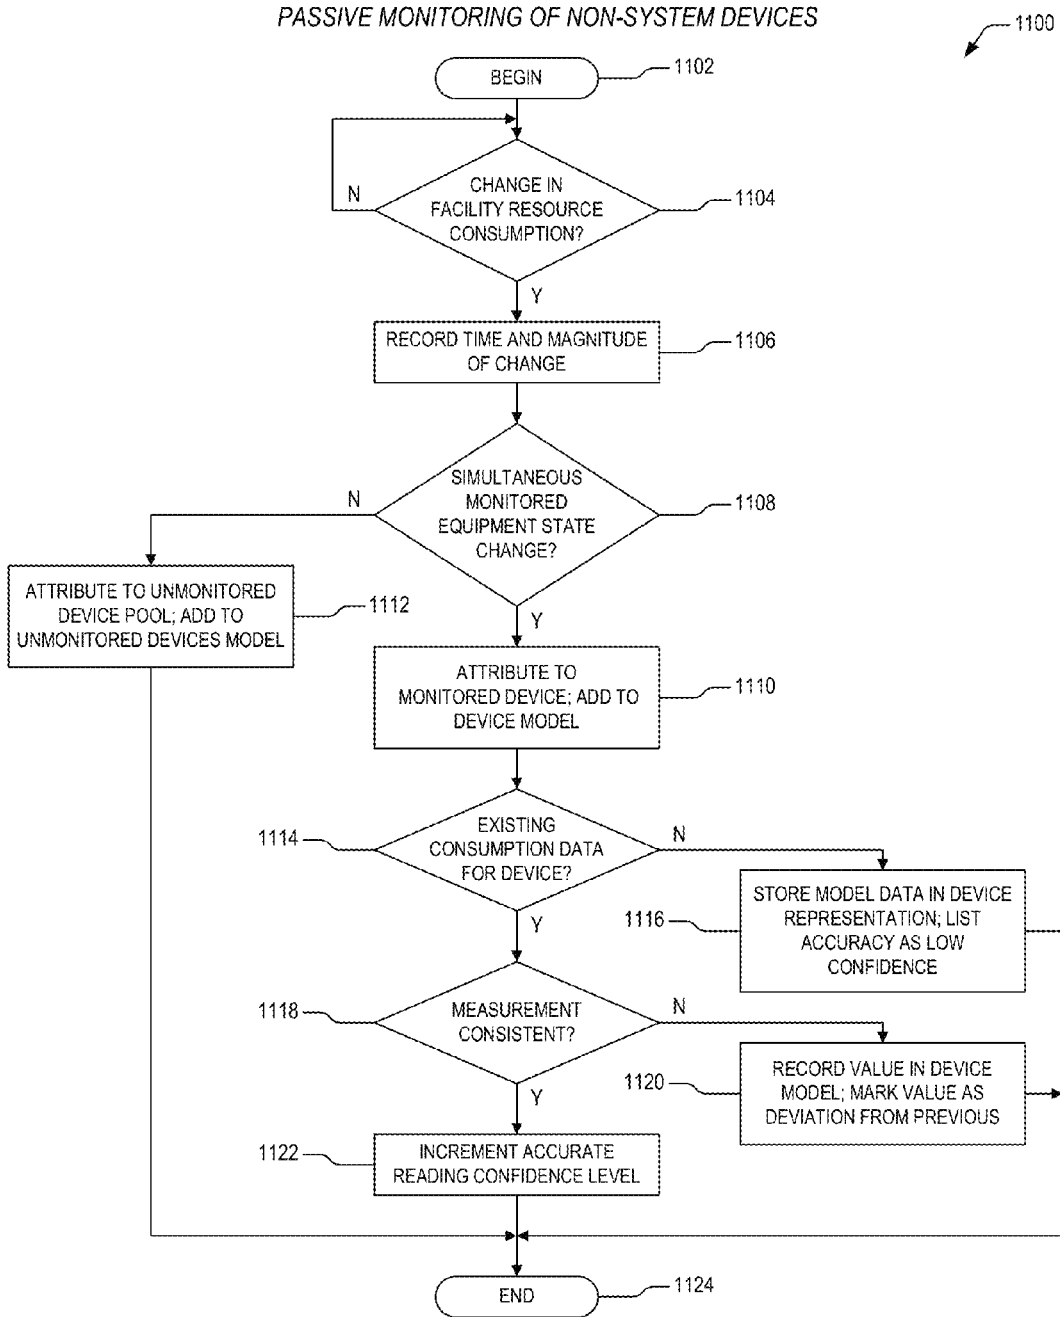 PASSIVE MONITORING OF NON-SYSTEM DEVICES
1100
BEGIN
1102
CHANGE IN
FACILITY RESOURCE
CONSUMPTION?
1104
N
Y
RECORD TIME AND MAGNITUDE
OF CHANGE
1106
SIMULTANEOUS
MONITORED
EQUIPMENT STATE
CHANGE?
1108
N
Y
ATTRIBUTE TO UNMONITORED
DEVICE POOL; ADD TO
UNMONITORED DEVICES MODEL
1112
ATTRIBUTE TO
MONITORED DEVICE; ADD TO
DEVICE MODEL
1110
1114
EXISTING
CONSUMPTION DATA
FOR DEVICE?
N
Y
1116
STORE MODEL DATA IN DEVICE
REPRESENTATION; LIST
ACCURACY AS LOW
CONFIDENCE
1118
MEASUREMENT
CONSISTENT?
N
Y
1120
RECORD VALUE IN DEVICE
MODEL; MARK VALUE AS
DEVIATION FROM PREVIOUS
1122
INCREMENT ACCURATE
READING CONFIDENCE LEVEL
END
1124